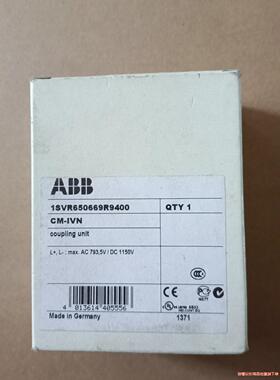 ABB
1SVR650669R9400
QTY 1
CM-IVN
coupling unit
L+, L- : max. AC 793,5V / DC 1150V
4 013614 405556
Made in Germany
1371